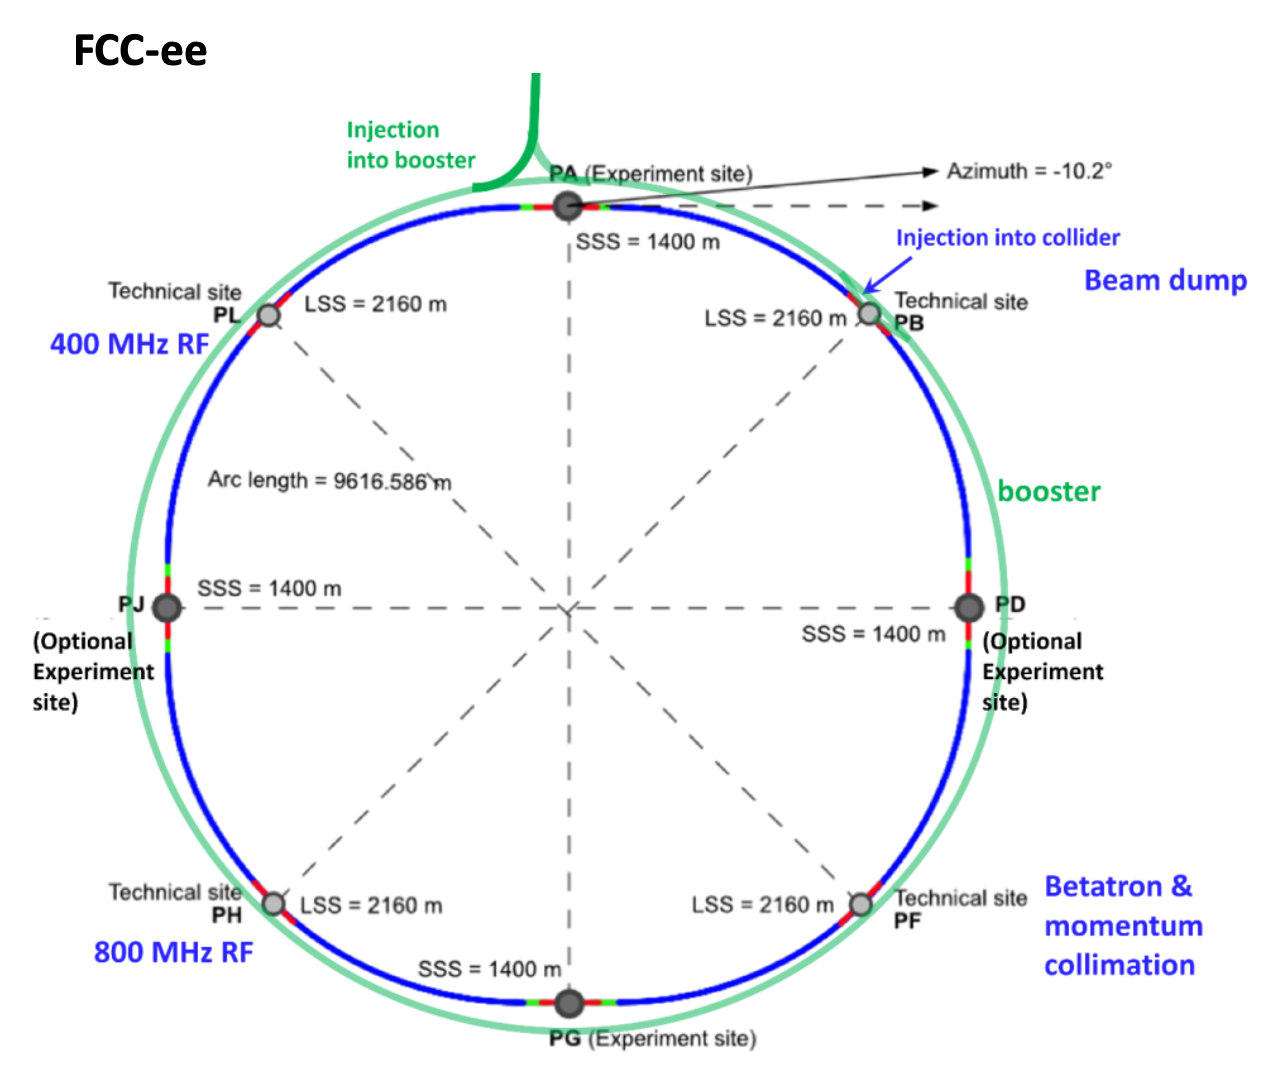 FCC-ee
Injection
into booster
PA (Experiment site)
Azimuth = -10.2°
SSS = 1400 m
Injection into collider
Beam dump
Technical site
PL
LSS = 2160 m
400 MHz RF
LSS = 2160 m
Technical site
PB
Arc length = 9616.586 m
booster
PJ
SSS = 1400 m
(Optional
Experiment
site)
PD
SSS = 1400 m
(Optional
Experiment
site)
Technical site
PH
LSS = 2160 m
800 MHz RF
LSS = 2160 m
Technical site
PF
Betatron &
momentum
collimation
SSS = 1400 m
PG (Experiment site)